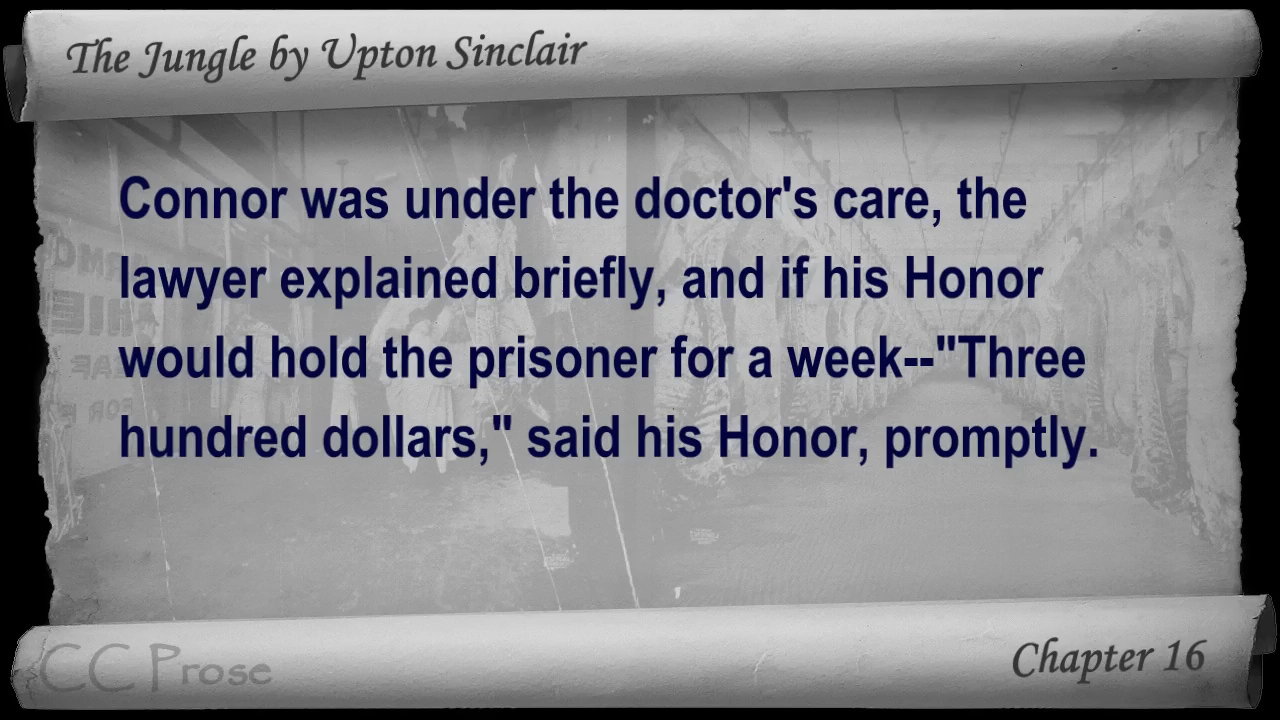 The Jungle by Upton Sinclair
Connor was under the doctor's care, the
lawyer explained briefly, and if his Honor
would hold the prisoner for a week--"Three
hundred dollars," said his Honor, promptly.
CC Prose
Chapter 16